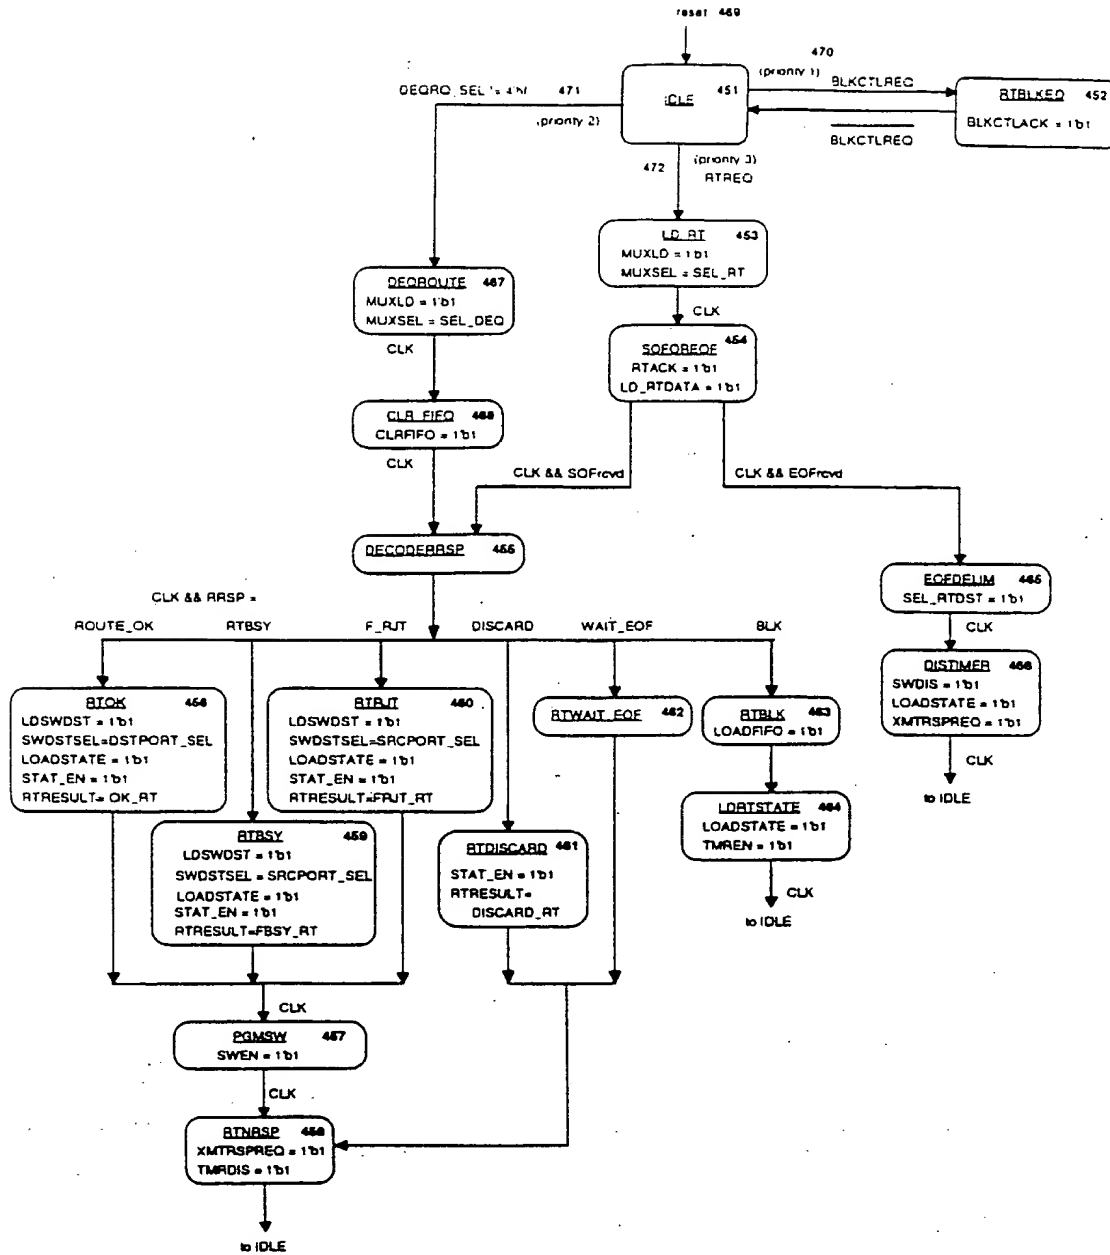 reset 469
470
(priority 1)
BLKCTLREQ
IDLE 451
RTBLKED 452
BLKCTLACK = 1'b1
BLKCTLREQ
471
(priority 2)
472
(priority 3)
RTREQ
LD_RT 453
MUXLD = 1'b1
MUXSEL = SEL_RT
CLK
DEQROUTE 467
MUXLD = 1'b1
MUXSEL = SEL_DEQ
CLK
SOFOREOF 454
RTACK = 1'b1
LD_RTDATA = 1'b1
CLR_FIFO 468
CLRFIFO = 1'b1
CLK
CLK && SOFrcvd
CLK && EOFrcvd
DECODERRSP 455
EOFDELIM 465
SEL_RTDST = 1'b1
CLK
DISTIMER 466
SWDIS = 1'b1
LOADSTATE = 1'b1
XMTRSPREQ = 1'b1
CLK
to IDLE
CLK && RRSP =
ROUTE_OK RTBSY F_RJT DISCARD WAIT_EOF BLK
RTOK 456
LDSWDST = 1'b1
SWDSTSEL=DSTPORT_SEL
LOADSTATE = 1'b1
STAT_EN = 1'b1
RTRESULT= OK_RT
RTRJT 460
LDSWDST = 1'b1
SWDSTSEL=SRCPORT_SEL
LOADSTATE = 1'b1
STAT_EN = 1'b1
RTRESULT=FRJT_RT
RTWAIT_EOF 462
RTBLK 463
LOADFIFO = 1'b1
LDRTSTATE 464
LOADSTATE = 1'b1
TMREN = 1'b1
CLK
to IDLE
RTBSY 459
LDSWDST = 1'b1
SWDSTSEL = SRCPORT_SEL
LOADSTATE = 1'b1
STAT_EN = 1'b1
RTRESULT=FBSY_RT
RTDISCARD 461
STAT_EN = 1'b1
RTRESULT=
DISCARD_RT
CLK
PGMSW 457
SWEN = 1'b1
CLK
RTNRSP 458
XMTRSPREQ = 1'b1
TMRDIS = 1'b1
to IDLE